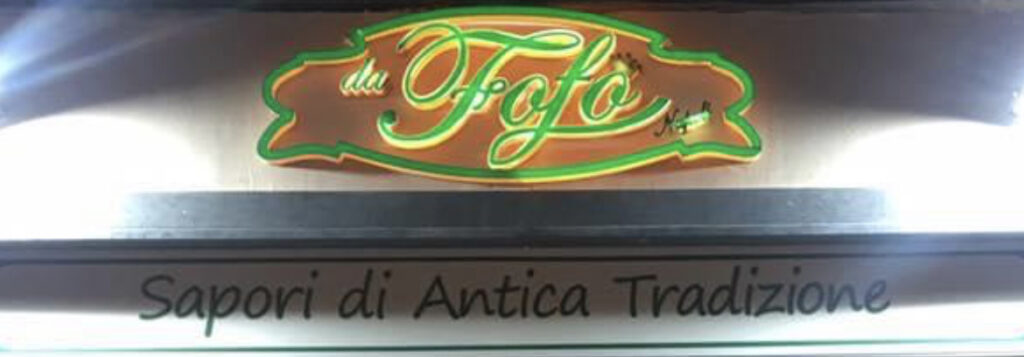 da Fofò
Sapori di Antica Tradizione